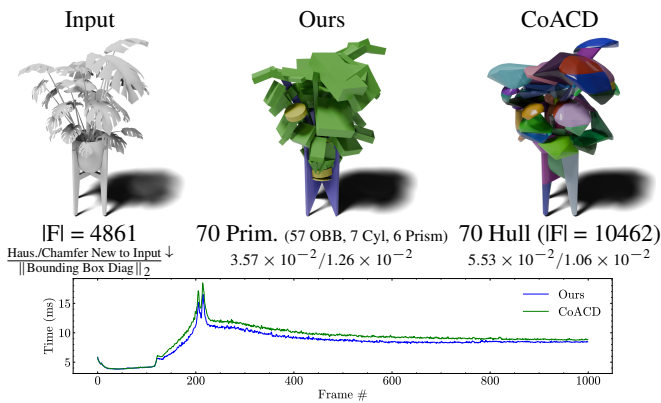 Input Ours CoACD
|F| = 4861 70 Prim. (57 OBB, 7 Cyl, 6 Prism) 70 Hull (|F| = 10462)
Haus./Chamfer New to Input ↓
||Bounding Box Diag||₂
3.57 × 10⁻²/1.26 × 10⁻² 5.53 × 10⁻²/1.06 × 10⁻²
Time (ms)
15
10
5
Ours
CoACD
0 200 400 600 800 1000
Frame #